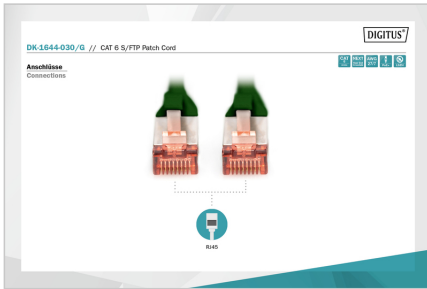 DIGITUS®
DK-1644-030/G // CAT 6 S/FTP Patch Cord
Anschlüsse
Connections
RJ45